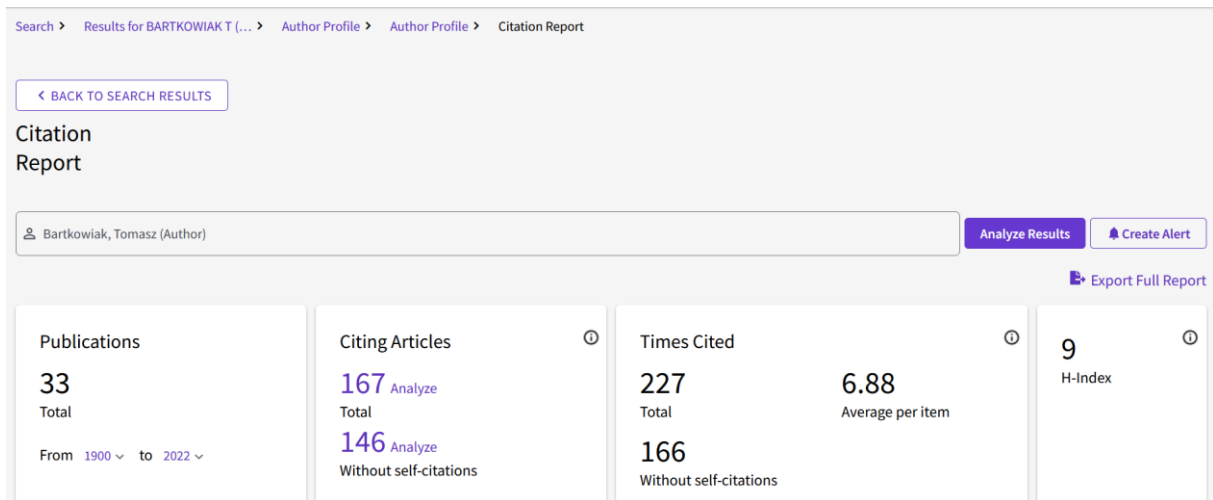 Search > Results for BARTKOWIAK T (... > Author Profile > Author Profile > Citation Report
< BACK TO SEARCH RESULTS
Citation
Report
Bartkowiak, Tomasz (Author)
Analyze Results
Create Alert
Export Full Report
Publications
33
Total
From 1900 to 2022
Citing Articles
167 Analyze
Total
146 Analyze
Without self-citations
Times Cited
227
Total
6.88
Average per item
166
Without self-citations
9
H-Index